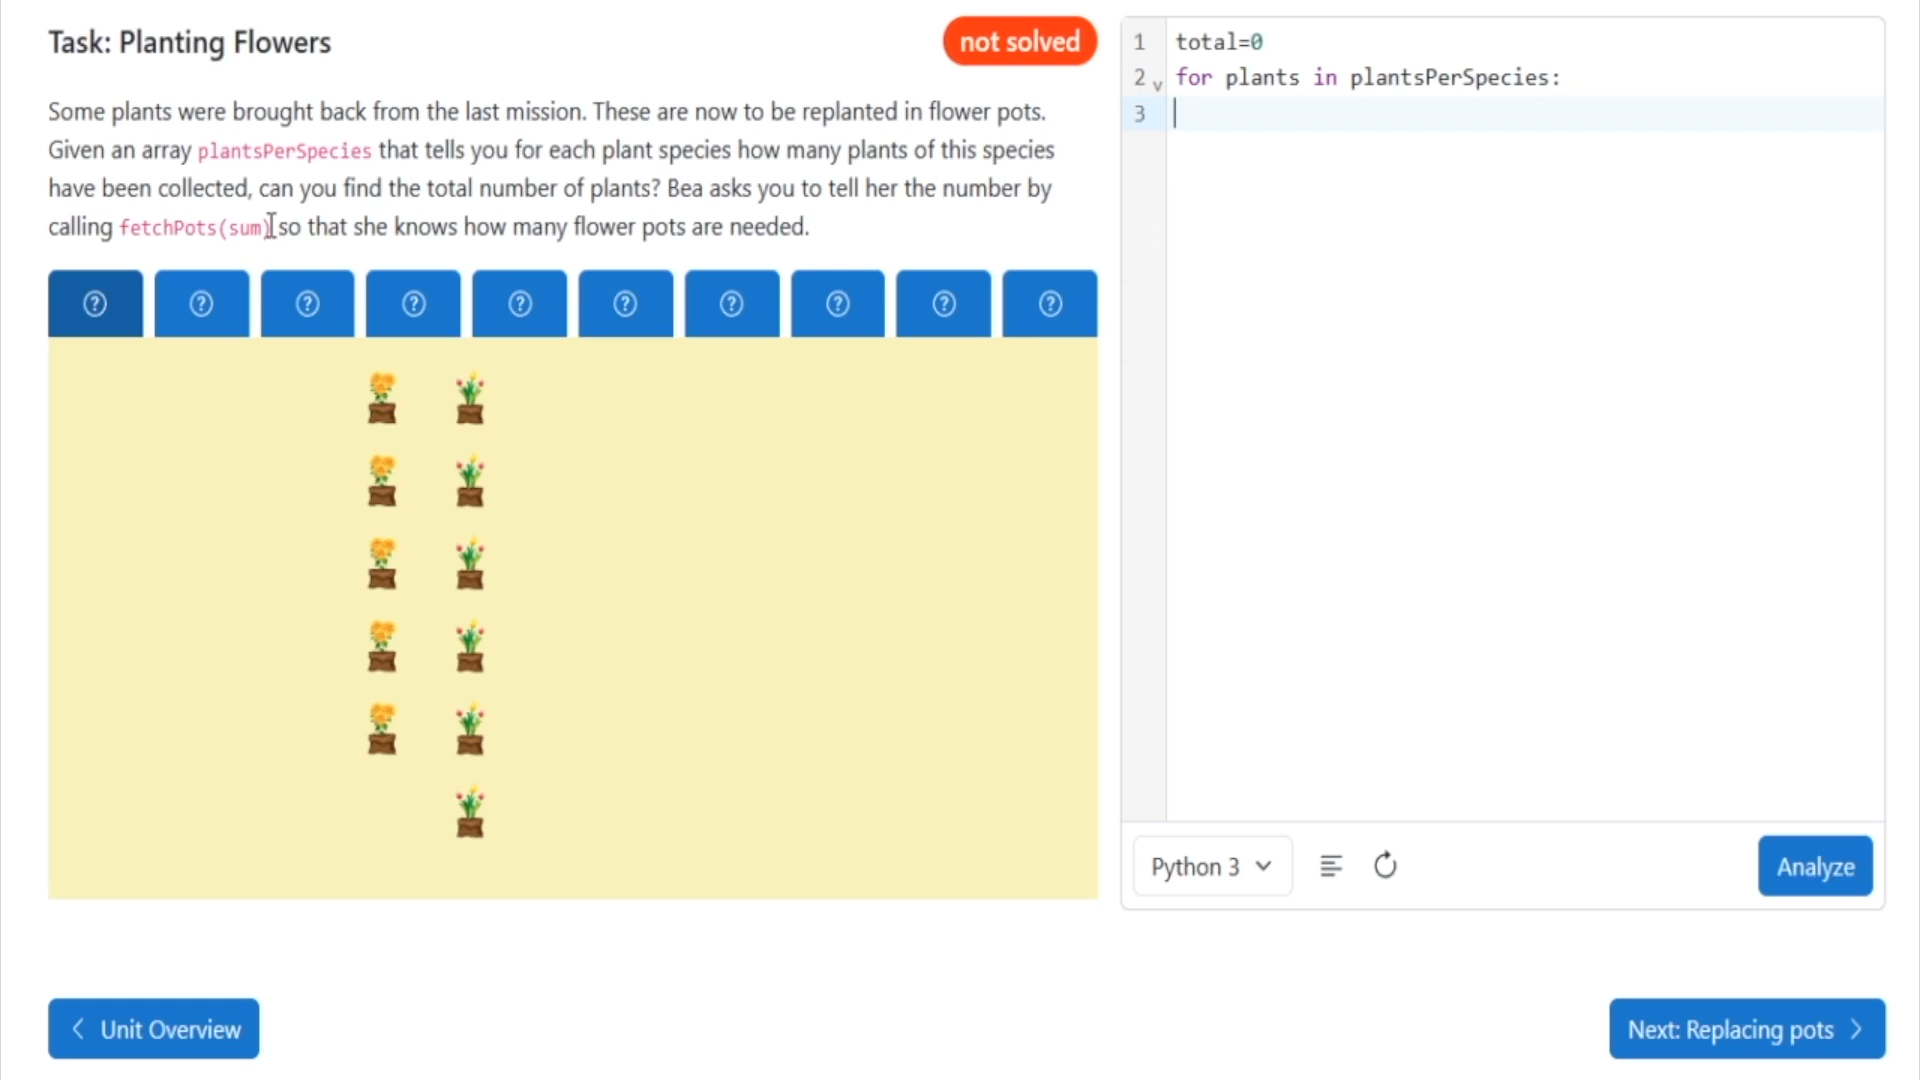 Task: Planting Flowers
not solved
Some plants were brought back from the last mission. These are now to be replanted in flower pots.
Given an array plantsPerSpecies that tells you for each plant species how many plants of this species
have been collected, can you find the total number of plants? Bea asks you to tell her the number by
calling fetchPots(sum) so that she knows how many flower pots are needed.
? ? ? ? ? ? ? ? ? ?
1 total=0
2 for plants in plantsPerSpecies:
3
Python 3
Analyze
Unit Overview
Next: Replacing pots